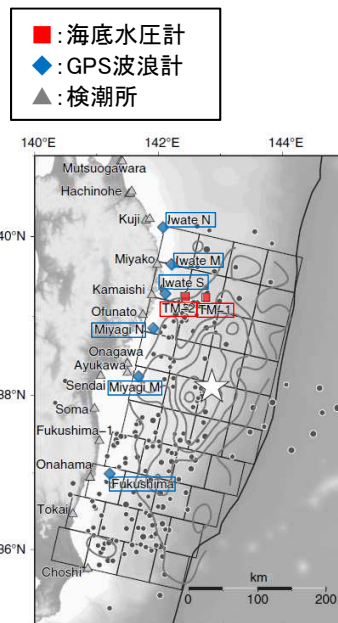 ■:海底水圧計
◆:GPS波浪計
▲:検潮所
140°E 142°E 144°E
Mutsuogawara
Hachinohe
Kuji
Iwate N
40°N
Miyako
Iwate M
Kamaishi
Iwate S
Ofunato
TM-2
TM-1
Miyagi N
Onagawa
Ayukawa
Sendai
38°N
Miyagi M
Soma
Fukushima-1
Onahama
Fukushima
Tokai
36°N
Choshi
km
0 100 200